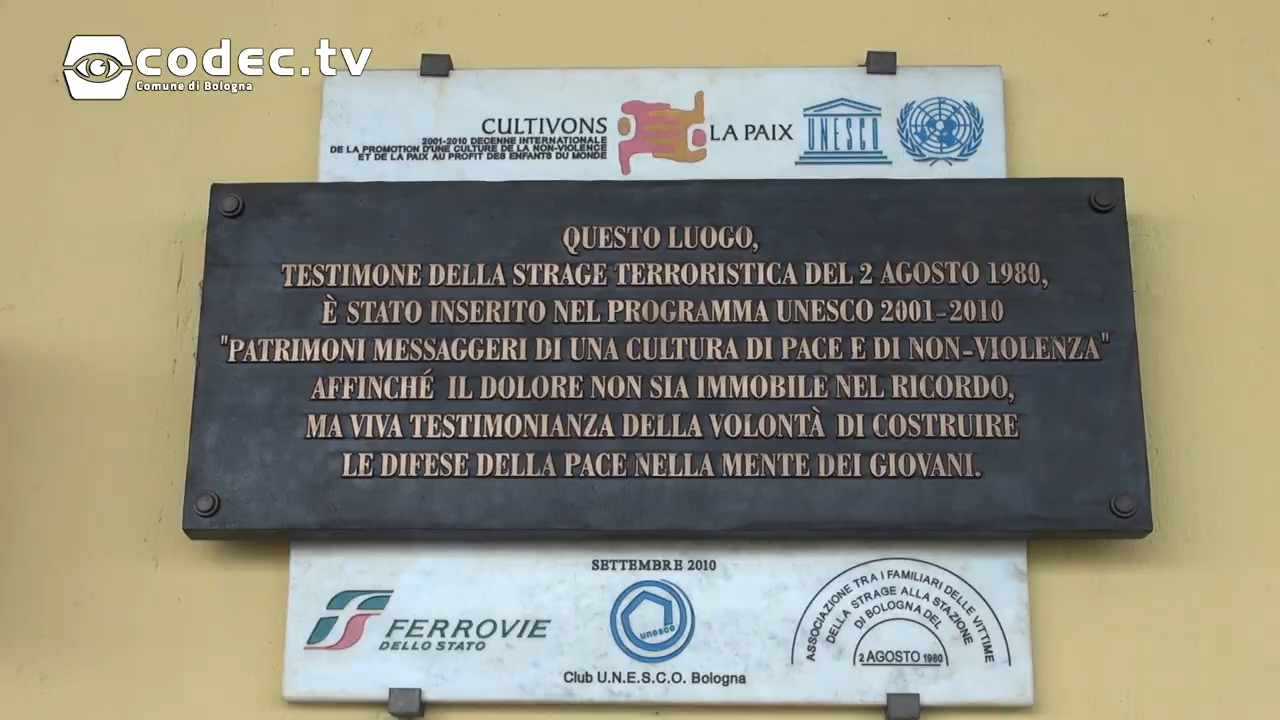 codec.tv
Comune di Bologna
CULTIVONS LA PAIX
2001-2010 DECENNE INTERNATIONALE
DE LA PROMOTION D'UNE CULTURE DE LA NON-VIOLENCE
ET DE LA PAIX AU PROFIT DES ENFANTS DU MONDE
UNESCO
QUESTO LUOGO,
TESTIMONE DELLA STRAGE TERRORISTICA DEL 2 AGOSTO 1980,
È STATO INSERITO NEL PROGRAMMA UNESCO 2001-2010
"PATRIMONI MESSAGGERI DI UNA CULTURA DI PACE E DI NON-VIOLENZA"
AFFINCHÉ IL DOLORE NON SIA IMMOBILE NEL RICORDO,
MA VIVA TESTIMONIANZA DELLA VOLONTÀ DI COSTRUIRE
LE DIFESE DELLA PACE NELLA MENTE DEI GIOVANI.
SETTEMBRE 2010
FERROVIE
DELLO STATO
unesco
Club U.N.E.S.C.O. Bologna
ASSOCIAZIONE TRA I FAMILIARI DELLE VITTIME
DELLA STRAGE ALLA STAZIONE
DI BOLOGNA DEL
2 AGOSTO 1980